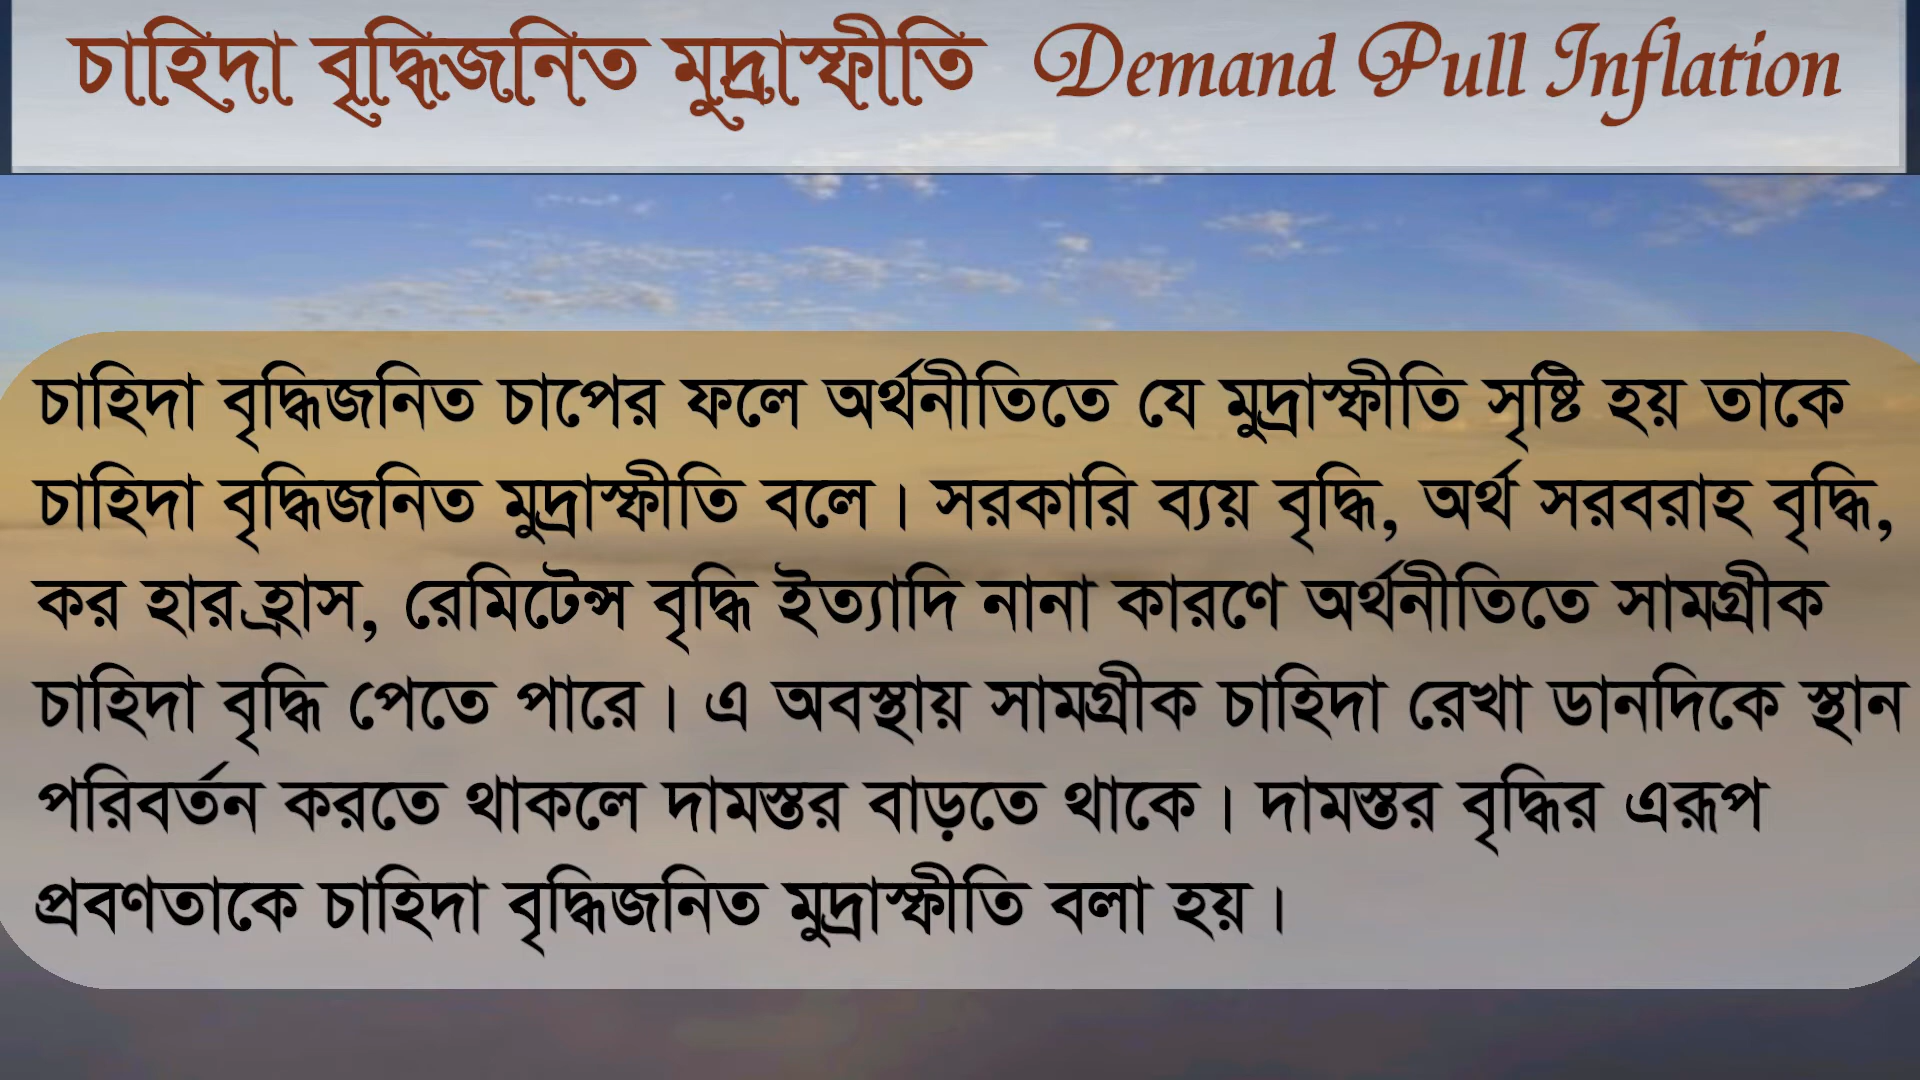 চাহিদা বৃদ্ধিজনিত মুদ্রাস্ফীতি Demand Pull Inflation
চাহিদা বৃদ্ধিজনিত চাপের ফলে অর্থনীতিতে যে মুদ্রাস্ফীতি সৃষ্টি হয় তাকে
চাহিদা বৃদ্ধিজনিত মুদ্রাস্ফীতি বলে। সরকারি ব্যয় বৃদ্ধি, অর্থ সরবরাহ বৃদ্ধি,
কর হার হ্রাস, রেমিটেন্স বৃদ্ধি ইত্যাদি নানা কারণে অর্থনীতিতে সামগ্রীক
চাহিদা বৃদ্ধি পেতে পারে। এ অবস্থায় সামগ্রীক চাহিদা রেখা ডানদিকে স্থান
পরিবর্তন করতে থাকলে দামস্তর বাড়তে থাকে। দামস্তর বৃদ্ধির এরূপ
প্রবণতাকে চাহিদা বৃদ্ধিজনিত মুদ্রাস্ফীতি বলা হয়।